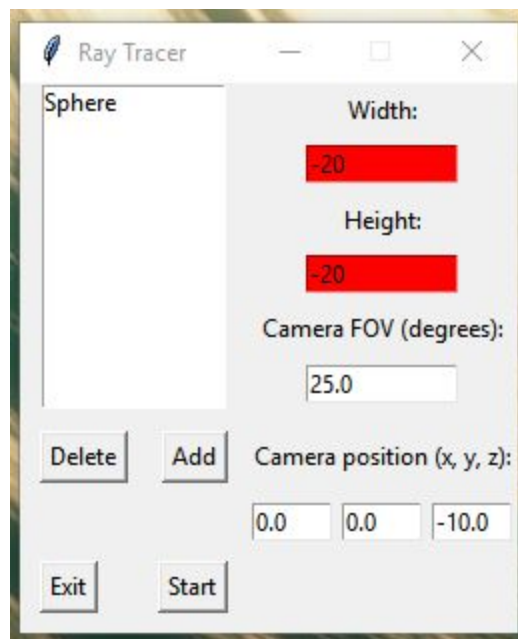 Ray Tracer
Sphere
Width:
-20
Height:
-20
Camera FOV (degrees):
25.0
Delete Add Camera position (x, y, z):
0.0 0.0 -10.0
Exit Start